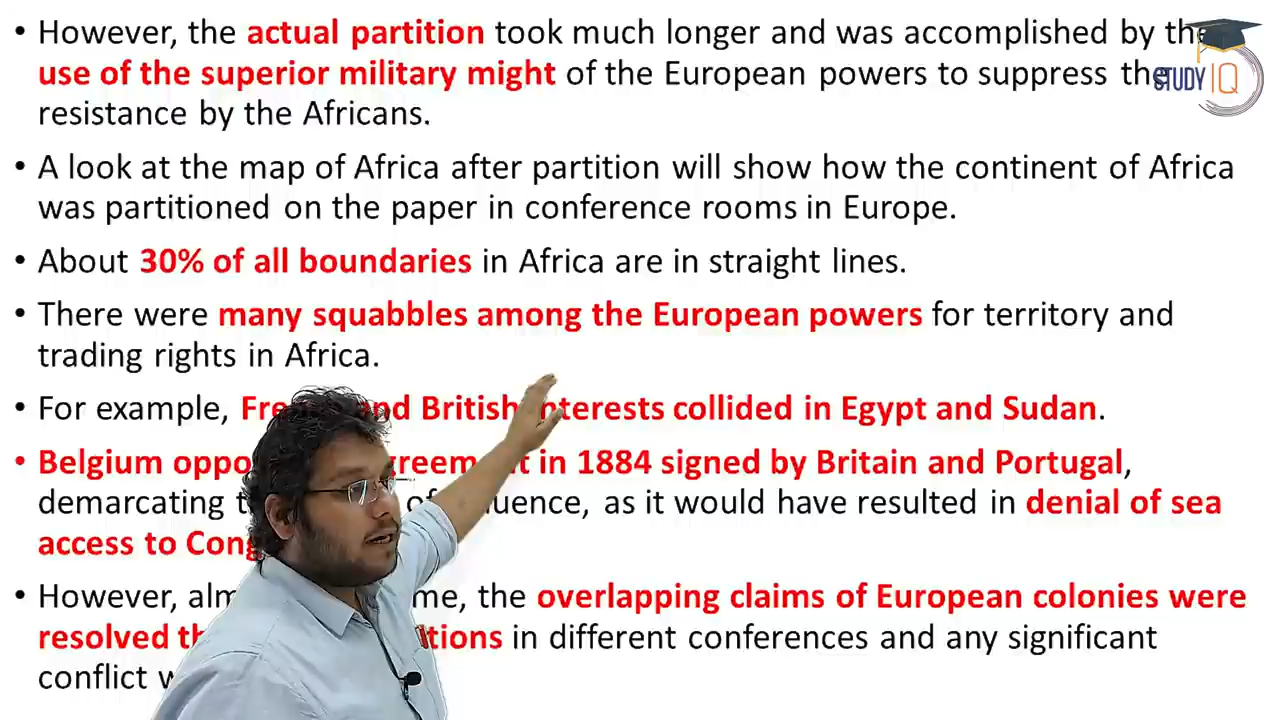 • However, the actual partition took much longer and was accomplished by the
use of the superior military might of the European powers to suppress the
resistance by the Africans.
STUDY IQ
• A look at the map of Africa after partition will show how the continent of Africa
was partitioned on the paper in conference rooms in Europe.
• About 30% of all boundaries in Africa are in straight lines.
• There were many squabbles among the European powers for territory and
trading rights in Africa.
• For example, and British interests collided in Egypt and Sudan.
• Belgium in 1884 signed by Britain and Portugal,
demarcating as it would have resulted in denial of sea
access to
• However, the overlapping claims of European colonies were
resolved in different conferences and any significant
conflict